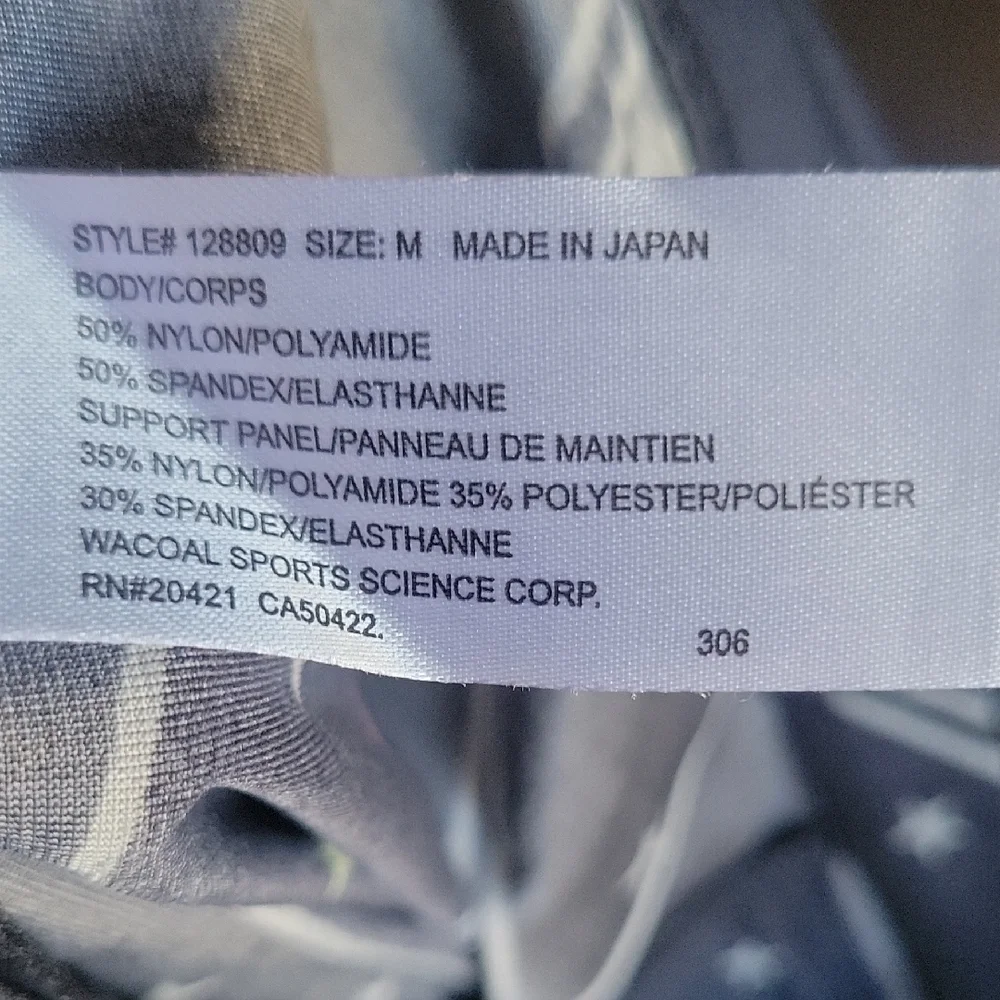 STYLE# 128809 SIZE: M MADE IN JAPAN
BODY/CORPS
50% NYLON/POLYAMIDE
50% SPANDEX/ELASTHANNE
SUPPORT PANEL/PANNEAU DE MAINTIEN
35% NYLON/POLYAMIDE 35% POLYESTER/POLIÉSTER
30% SPANDEX/ELASTHANNE
WACOAL SPORTS SCIENCE CORP.
RN#20421 CA50422.
306